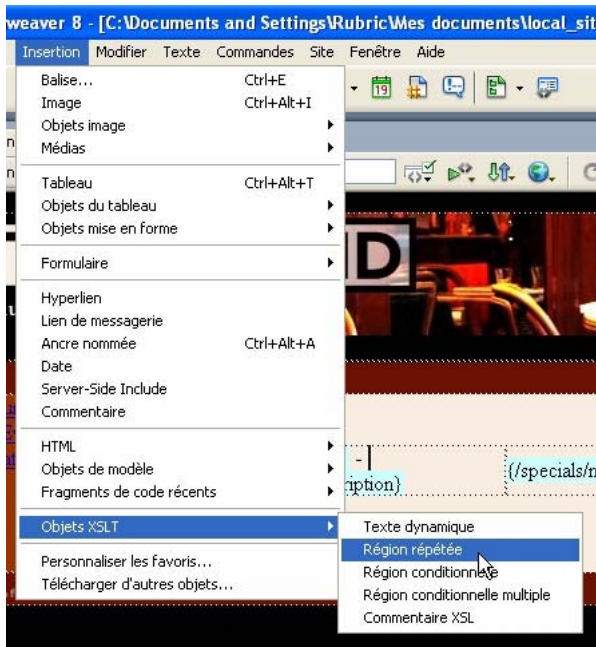 weaver 8 - [C:\Documents and Settings\Rubric\Mes documents\local_sit
Insertion Modifier Texte Commandes Site Fenêtre Aide
Balise... Ctrl+E
Image Ctrl+Alt+I
Objets image
Médias
Tableau Ctrl+Alt+T
Objets du tableau
Objets mise en forme
Formulaire
Hyperlien
Lien de messagerie
Ancre nommée Ctrl+Alt+A
Date
Server-Side Include
Commentaire
HTML
Objets de modèle
Fragments de code récents
Objets XSLT
Personnaliser les favoris...
Télécharger d'autres objets...
19
D
-
ription}
{/specials/n
Texte dynamique
Région répétée
Région conditionnelle
Région conditionnelle multiple
Commentaire XSL